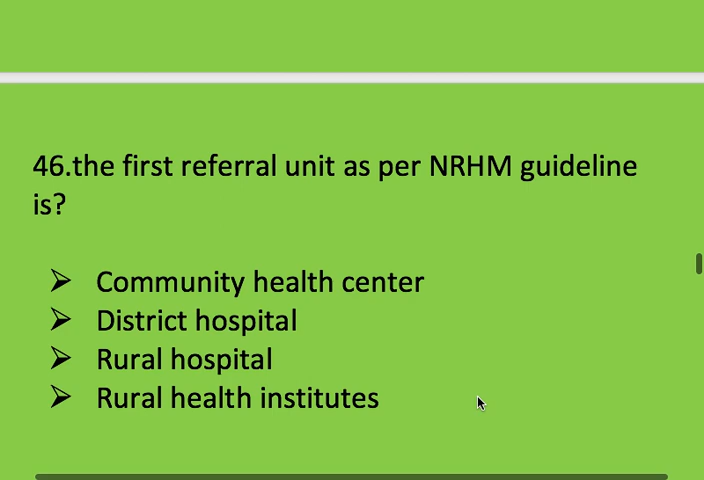 46.the first referral unit as per NRHM guideline
is?
➢ Community health center
➢ District hospital
➢ Rural hospital
➢ Rural health institutes